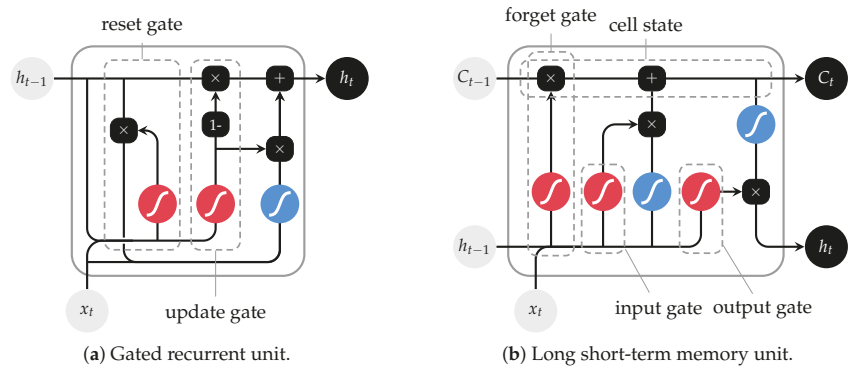 reset gate
h_{t−1}
×
+
h_t
1-
×
×
x_t
update gate
(a) Gated recurrent unit.
forget gate
cell state
C_{t−1}
×
+
C_t
×
×
h_{t−1}
h_t
x_t
input gate
output gate
(b) Long short-term memory unit.